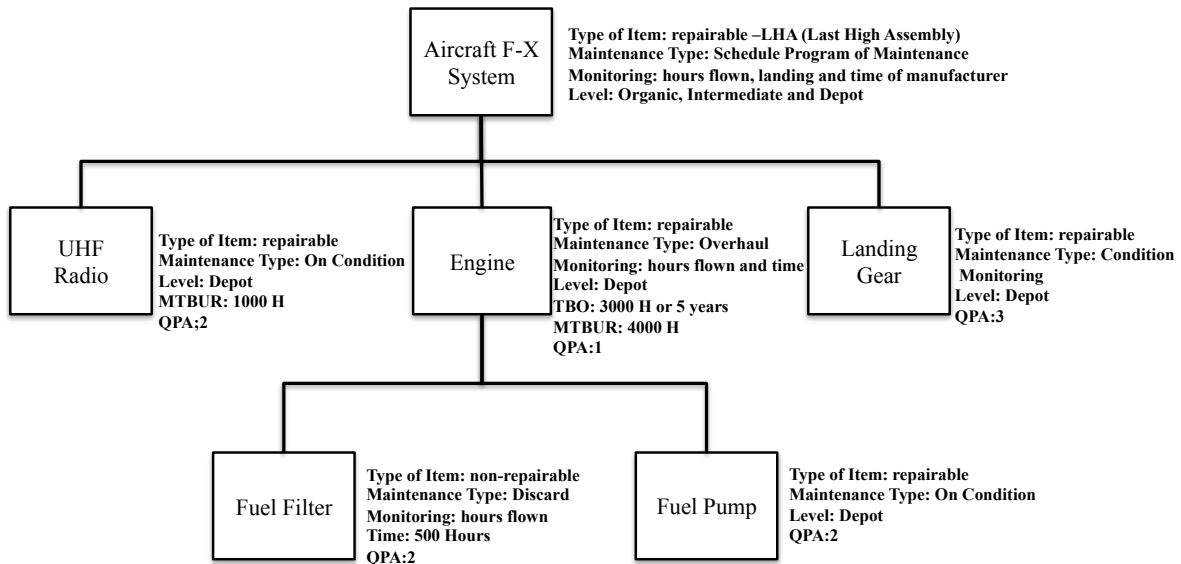 Aircraft F-X
System
Type of Item: repairable –LHA (Last High Assembly)
Maintenance Type: Schedule Program of Maintenance
Monitoring: hours flown, landing and time of manufacturer
Level: Organic, Intermediate and Depot
UHF
Radio
Type of Item: repairable
Maintenance Type: On Condition
Level: Depot
MTBUR: 1000 H
QPA;2
Engine
Type of Item: repairable
Maintenance Type: Overhaul
Monitoring: hours flown and time
Level: Depot
TBO: 3000 H or 5 years
MTBUR: 4000 H
QPA:1
Landing
Gear
Type of Item: repairable
Maintenance Type: Condition
Monitoring
Level: Depot
QPA:3
Fuel Filter
Type of Item: non-repairable
Maintenance Type: Discard
Monitoring: hours flown
Time: 500 Hours
QPA:2
Fuel Pump
Type of Item: repairable
Maintenance Type: On Condition
Level: Depot
QPA:2